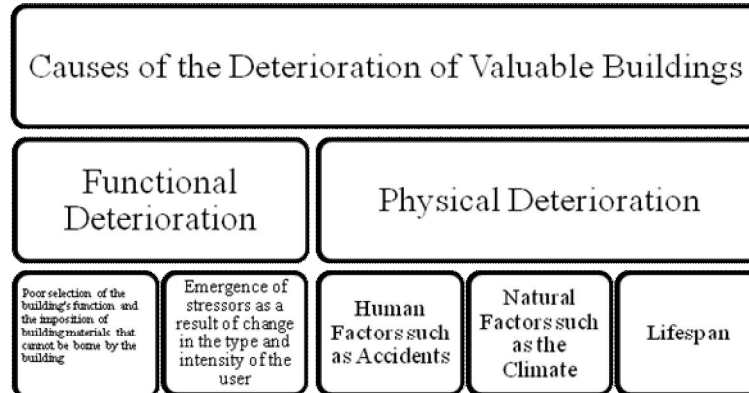 Causes of the Deterioration of Valuable Buildings
Functional
Deterioration
Physical Deterioration
Poor selection of the
building's function and
the imposition of
building materials that
cannot be borne by the
building
Emergence of
stressors as a
result of change
in the type and
intensity of the
user
Human
Factors such
as Accidents
Natural
Factors such
as the
Climate
Lifespan